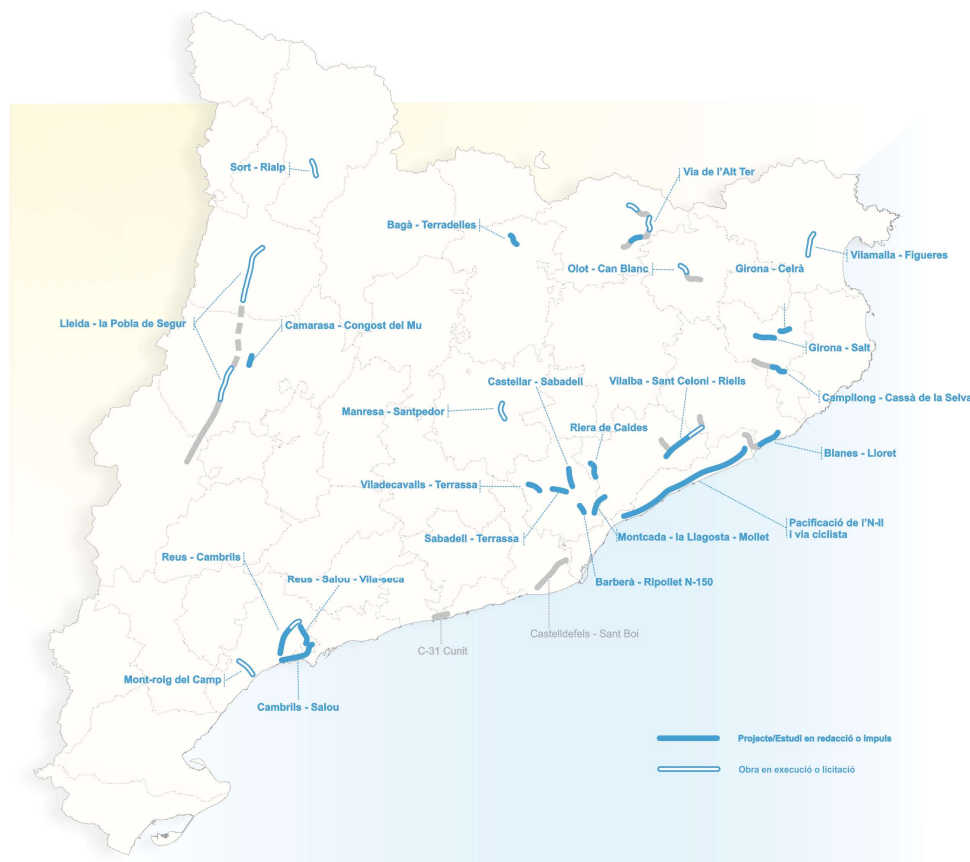 Sort - Rialp
Via de l'Alt Ter
Bagà - Terradelles
Vilamalla - Figueres
Olot - Can Blanc
Girona - Celrà
Lleida - la Pobla de Segur
Camarasa - Congost del Mu
Girona - Salt
Castellar - Sabadell
Vilalba - Sant Celoni - Riells
Campllong - Cassà de la Selva
Manresa - Santpedor
Riera de Caldes
Blanes - Lloret
Viladecavalls - Terrassa
Pacificació de l'N-II
i via ciclista
Sabadell - Terrassa
Montcada - la Llagosta - Mollet
Reus - Cambrils
Reus - Salou - Vila-seca
Barberà - Ripollet N-150
Castelldefels - Sant Boi
C-31 Cunit
Mont-roig del Camp
Cambrils - Salou
Projecte/Estudi en redacció o impuls
Obra en execució o licitació